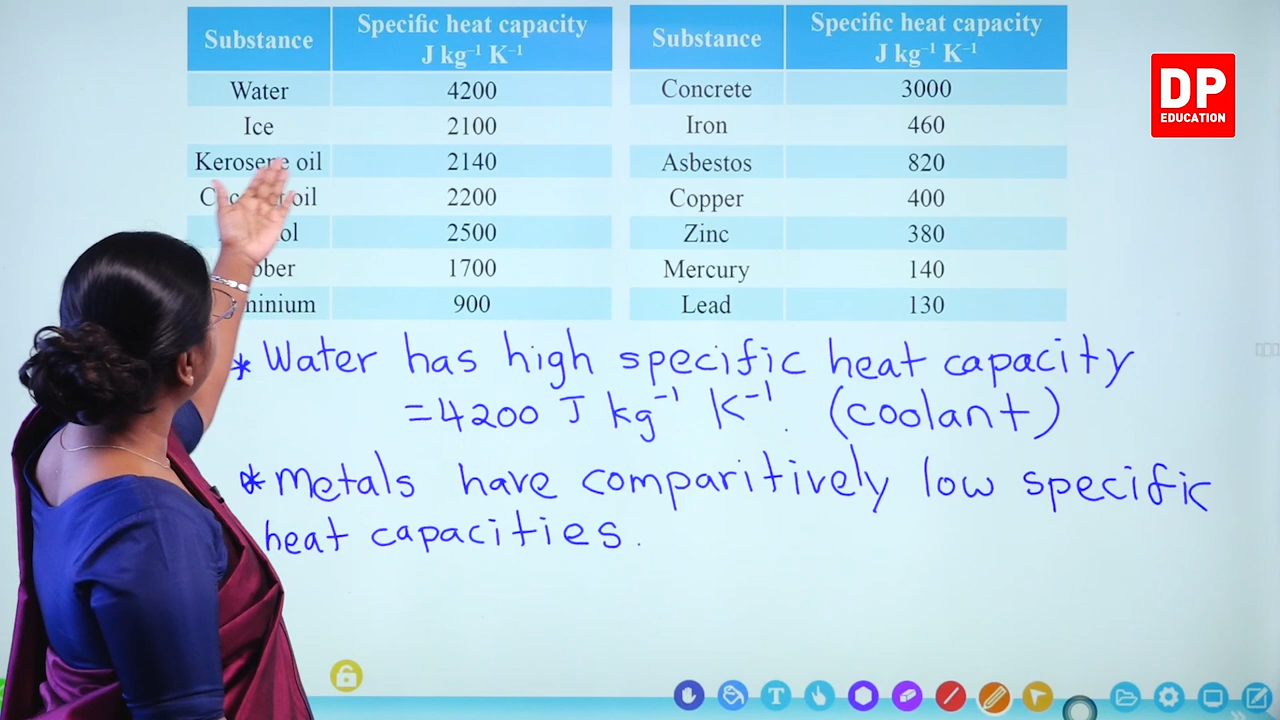 Substance Specific heat capacity J kg⁻¹ K⁻¹
Water 4200
Ice 2100
Kerosene oil 2140
oil 2200
2500
1700
900
Substance Specific heat capacity J kg⁻¹ K⁻¹
Concrete 3000
Iron 460
Asbestos 820
Copper 400
Zinc 380
Mercury 140
Lead 130
DP
EDUCATION
* Water has high specific heat capacity
=4200 J kg⁻¹ K⁻¹. (coolant)
* Metals have comparitively low specific
heat capacities.